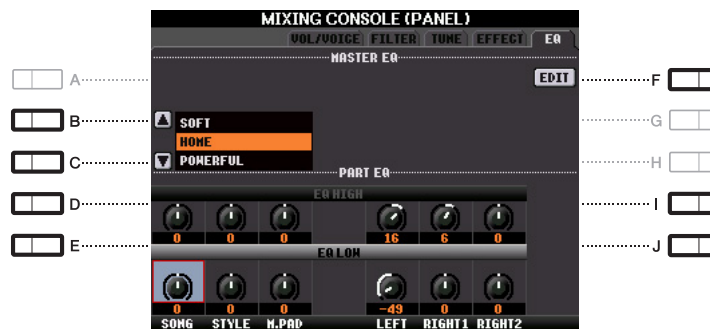 MIXING CONSOLE (PANEL)
VOL/VOICE FILTER TUNE EFFECT EQ
MASTER EQ
A EDIT F
B SOFT G
HOME
C POWERFUL H
PART EQ
EQ HIGH
D I
0 0 0 16 6 0
E EQ LOW J
0 0 0 -49 0 0
SONG STYLE M.PAD LEFT RIGHT1 RIGHT2